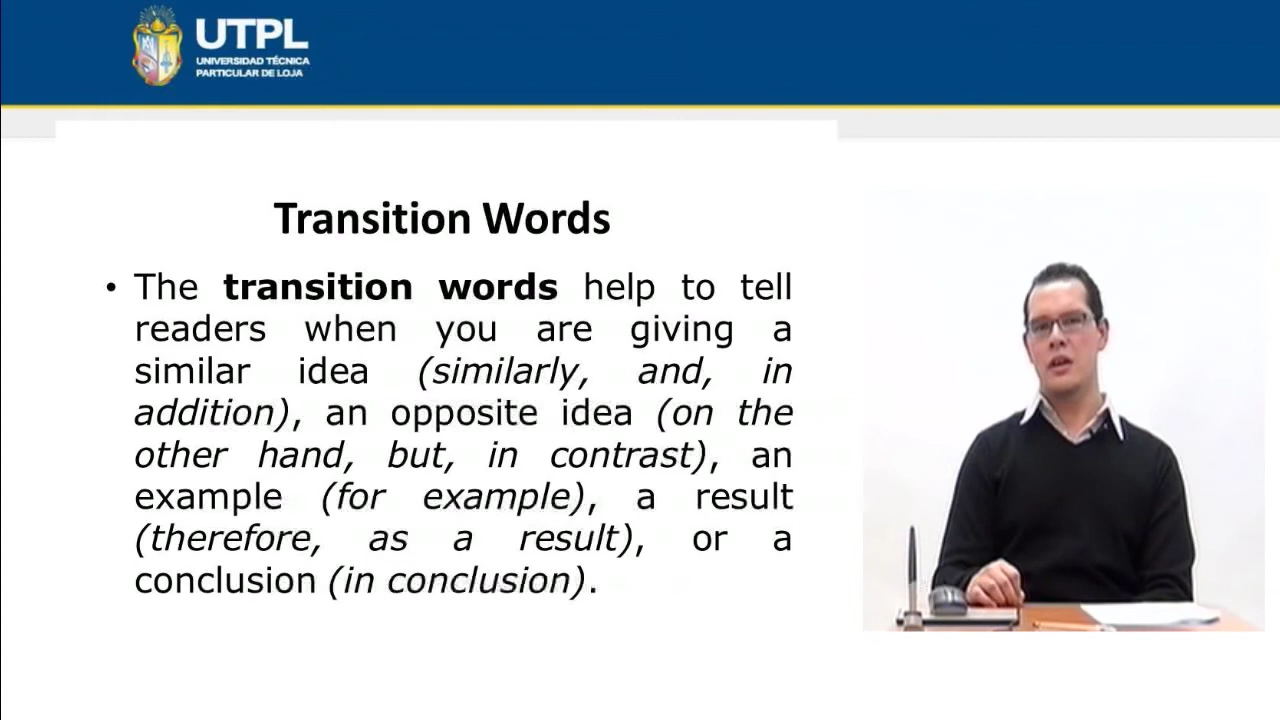 UTPL
UNIVERSIDAD TÉCNICA
PARTICULAR DE LOJA
Transition Words
• The transition words help to tell
readers when you are giving a
similar idea (similarly, and, in
addition), an opposite idea (on the
other hand, but, in contrast), an
example (for example), a result
(therefore, as a result), or a
conclusion (in conclusion).